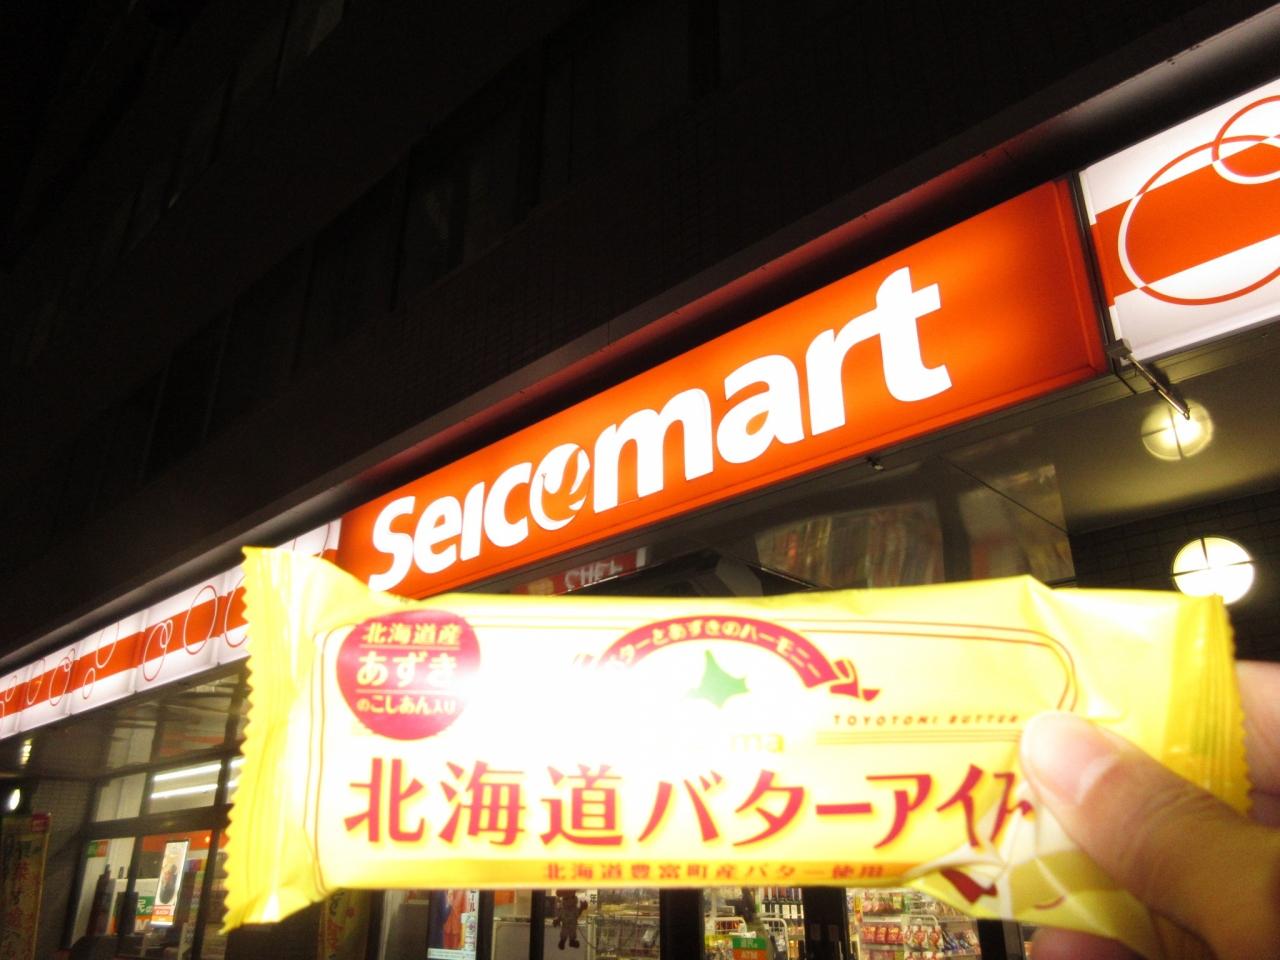 Seicomart
北海道産
あずき
のこしあん入り
バターとあずきのハーモニー
TOYOTOMI BUTTER
ma
北海道バターアイ
北海道豊富町産バター使用
ATM